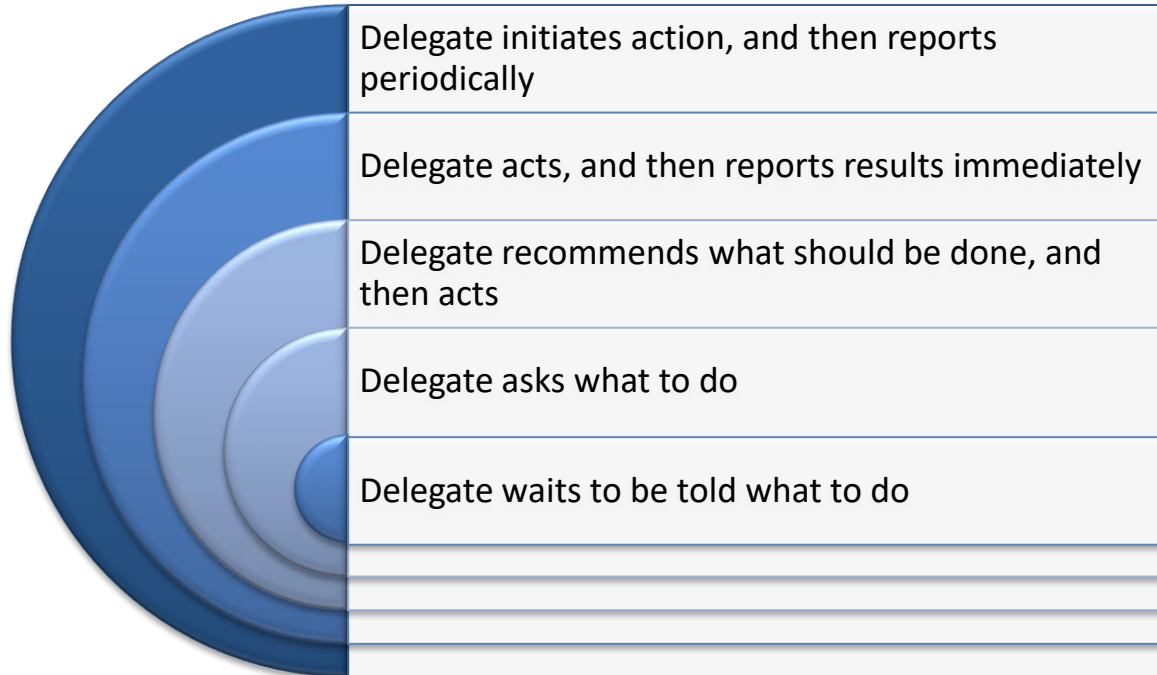 Delegate initiates action, and then reports
periodically
Delegate acts, and then reports results immediately
Delegate recommends what should be done, and
then acts
Delegate asks what to do
Delegate waits to be told what to do